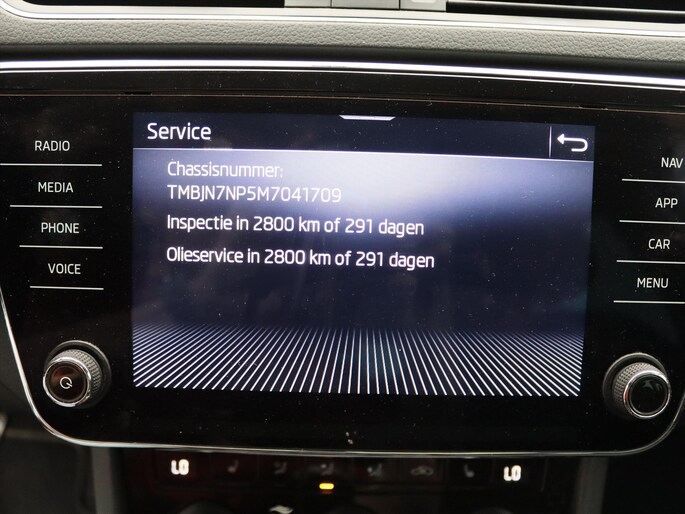 Service
RADIO
MEDIA
PHONE
VOICE
Chassisnummer:
TMBJN7NP5M7041709
Inspectie in 2800 km of 291 dagen
Olieservice in 2800 km of 291 dagen
NAV
APP
CAR
MENU
LO
LO